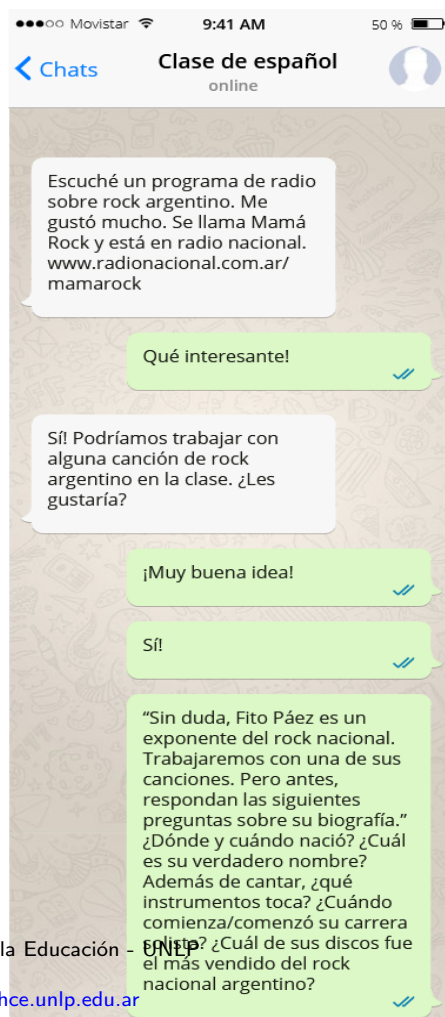 Movistar 9:41 AM 50 %
Chats Clase de español
online
Escuché un programa de radio
sobre rock argentino. Me
gustó mucho. Se llama Mamá
Rock y está en radio nacional.
www.radionacional.com.ar/
mamarock
Qué interesante!
Sí! Podríamos trabajar con
alguna canción de rock
argentino en la clase. ¿Les
gustaría?
¡Muy buena idea!
Sí!
“Sin duda, Fito Páez es un
exponente del rock nacional.
Trabajaremos con una de sus
canciones. Pero antes,
respondan las siguientes
preguntas sobre su biografía.”
¿Dónde y cuándo nació? ¿Cuál
es su verdadero nombre?
Además de cantar, ¿qué
instrumentos toca? ¿Cuándo
comienza/comenzó su carrera
solista? ¿Cuál de sus discos fue
la Educación - UNLP
el más vendido del rock
nacional argentino?
hce.unlp.edu.ar